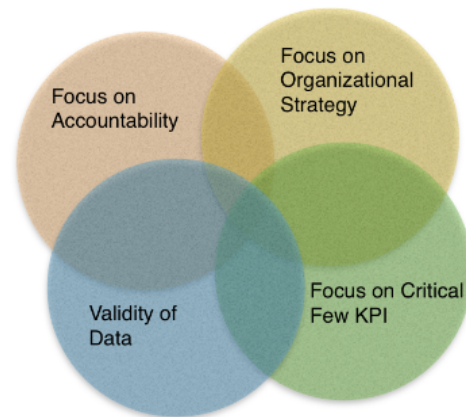 Focus on
Accountability
Focus on
Organizational
Strategy
Validity of
Data
Focus on Critical
Few KPI